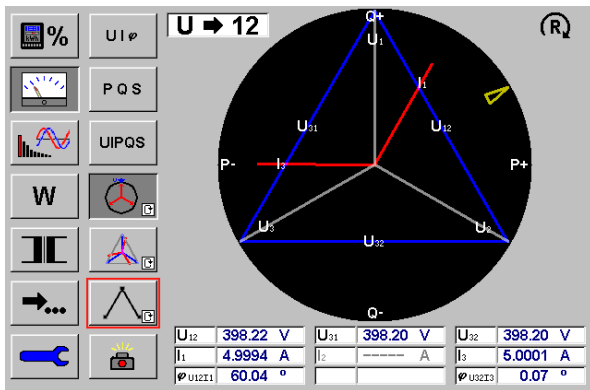 %
kWh
U I φ
U ➡ 12
R
P Q S
UIPQS
W
➡...
Q+
U1
I1
U31
U12
P-
I3
P+
U3
U2
U32
Q-
U12 398.22 V U31 398.20 V U32 398.20 V
I1 4.9994 A I2 ----- A I3 5.0001 A
φ U12I1 60.04 º φ U32I3 0.07 º